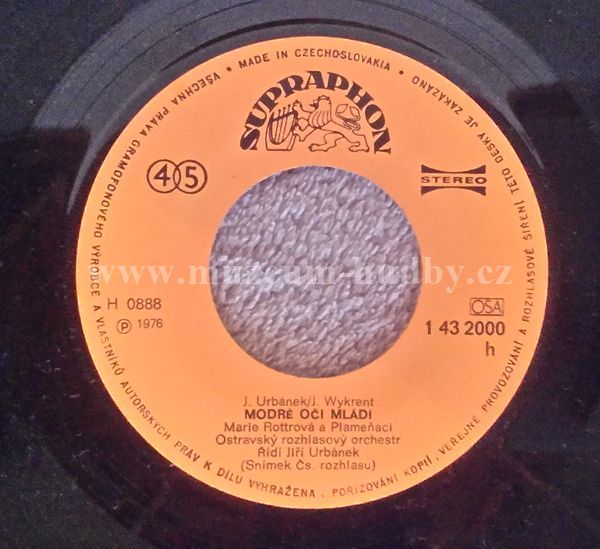 MADE IN CZECHOSLOVAKIA • VŠECHNA PRÁVA GRAMOFONOVÉHO VÝROBCE A VLASTNÍKŮ AUTORSKÝCH PRÁV K DÍLU VYHRAŽENA. POŘIZOVÁNÍ KOPIÍ, VEŘEJNÉ PROVOZOVÁNÍ A ROZHLASOVÉ ŠÍŘENÍ TÉTO DESKY JE ZAKÁZÁNO •
SUPRAPHON
45
STEREO
www.muzeum-hudby.cz
H 0888
OSA
℗ 1976
1 43 2000
h
J. Urbánek/J. Wykrent
MODRÉ OČI MLÁDÍ
Marie Rottrová a Plameňáci
Ostravský rozhlasový orchestr
Řídí Jiří Urbánek
(Snímek Čs. rozhlasu)